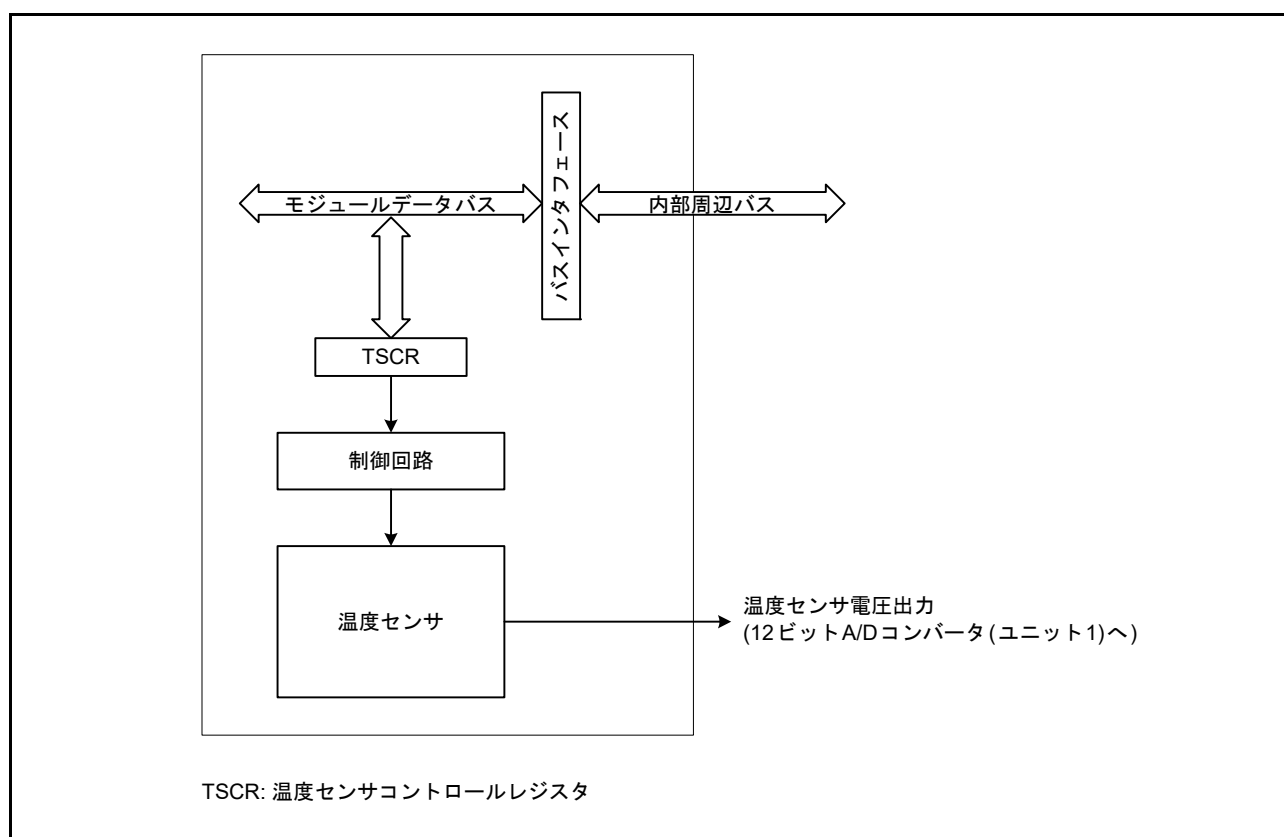 バスインタフェース
モジュールデータバス
内部周辺バス
TSCR
制御回路
温度センサ
温度センサ電圧出力
(12ビットA/Dコンバータ(ユニット1)へ)
TSCR: 温度センサコントロールレジスタ